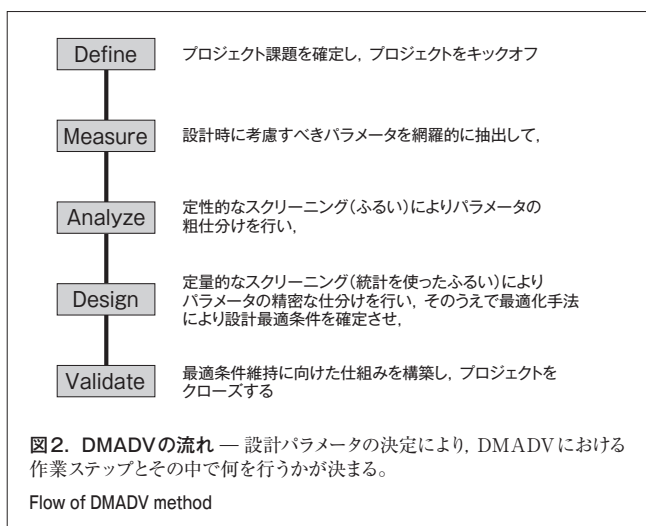 Define
プロジェクト課題を確定し，プロジェクトをキックオフ
Measure
設計時に考慮すべきパラメータを網羅的に抽出して，
Analyze
定性的なスクリーニング（ふるい）によりパラメータの
粗仕分けを行い，
Design
定量的なスクリーニング（統計を使ったふるい）により
パラメータの精密な仕分けを行い，そのうえで最適化手法
により設計最適条件を確定させ，
Validate
最適条件維持に向けた仕組みを構築し，プロジェクトを
クローズする
図2．DMADVの流れ — 設計パラメータの決定により，DMADVにおける
作業ステップとその中で何を行うかが決まる。
Flow of DMADV method